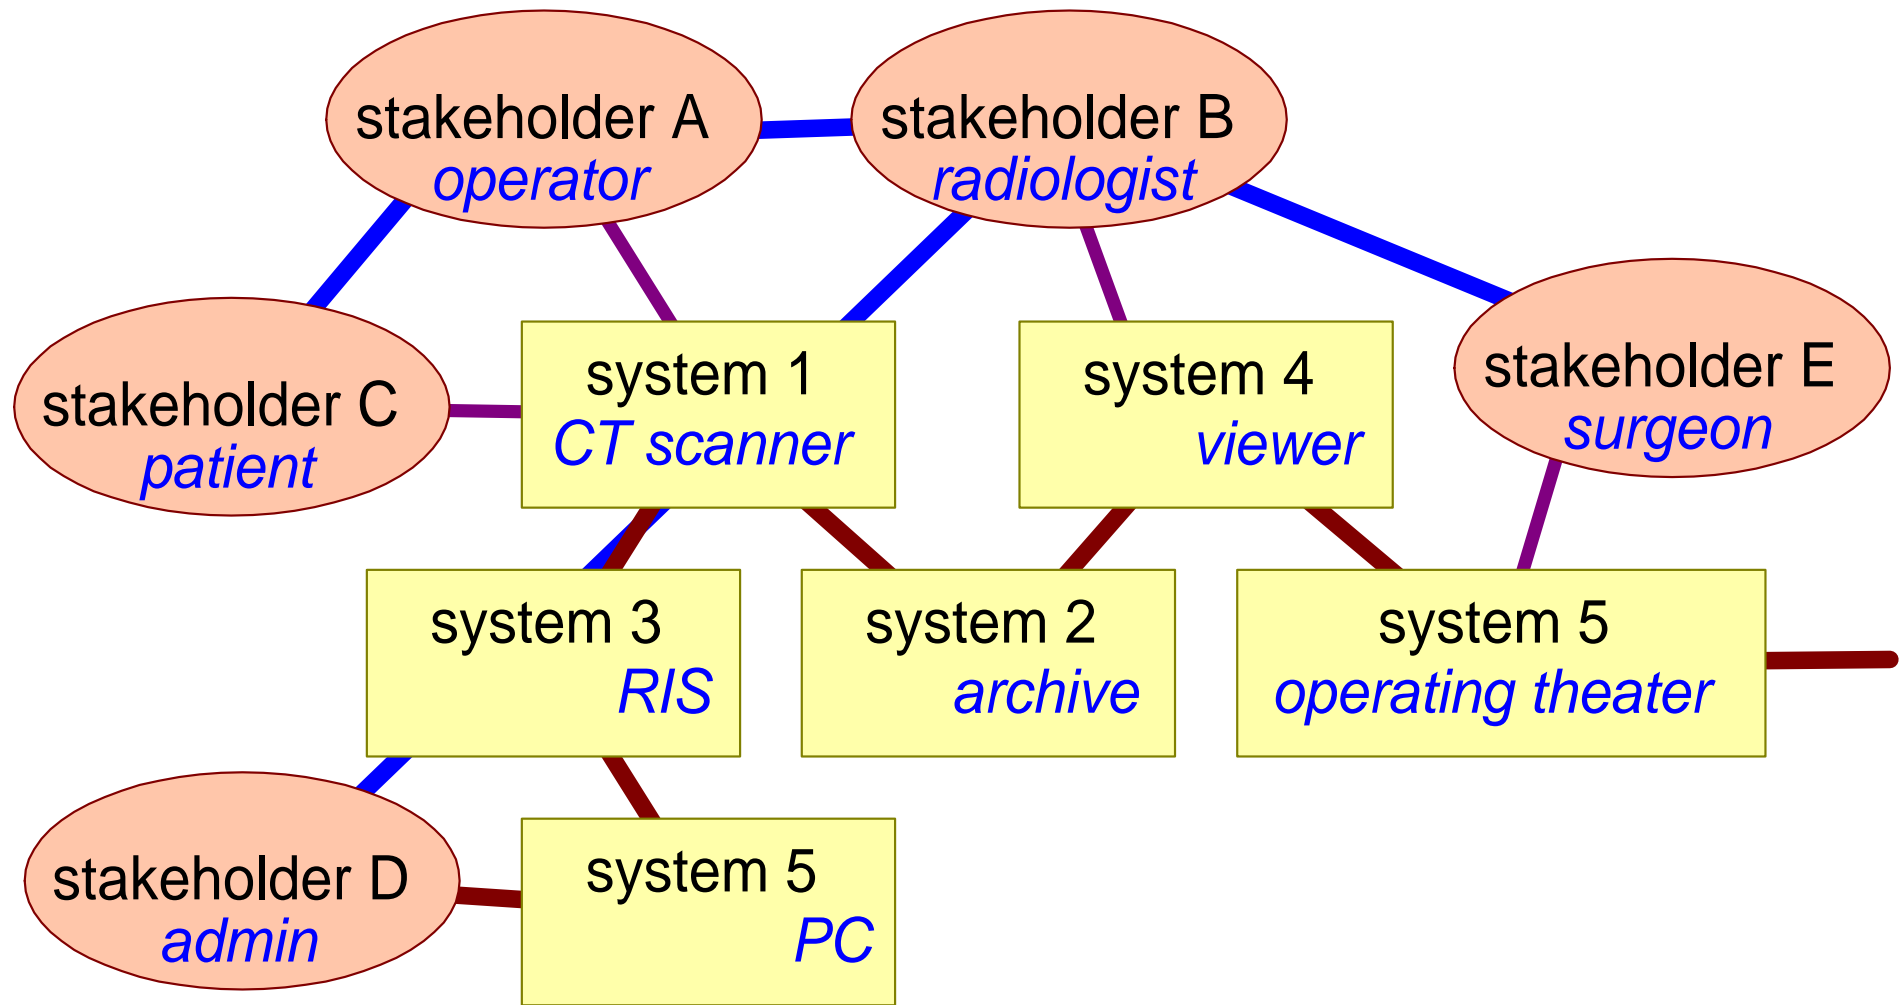 stakeholder A
operator
stakeholder B
radiologist
stakeholder C
patient
system 1
CT scanner
system 4
viewer
stakeholder E
surgeon
system 3
RIS
system 2
archive
system 5
operating theater
stakeholder D
admin
system 5
PC